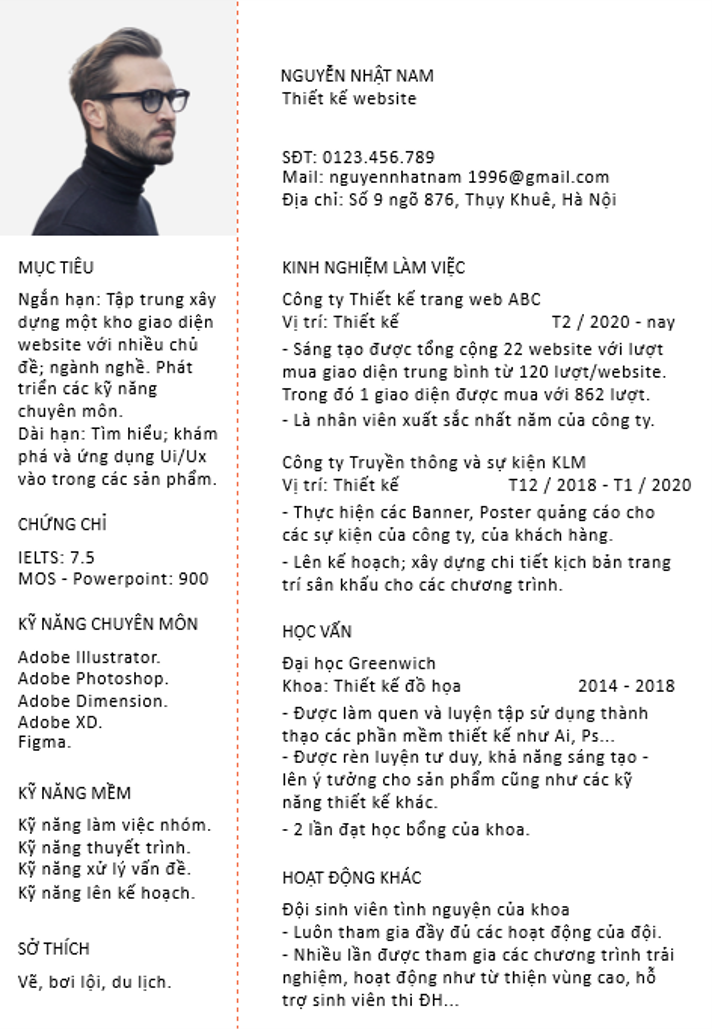 NGUYỄN NHẬT NAM
Thiết kế website
SĐT: 0123.456.789
Mail: nguyennhatnam 1996@gmail.com
Địa chỉ: Số 9 ngõ 876, Thụy Khuê, Hà Nội
MỤC TIÊU
Ngắn hạn: Tập trung xây
dựng một kho giao diện
website với nhiều chủ
đề; ngành nghề. Phát
triển các kỹ năng
chuyên môn.
Dài hạn: Tìm hiểu; khám
phá và ứng dụng Ui/Ux
vào trong các sản phẩm.
CHỨNG CHỈ
IELTS: 7.5
MOS - Powerpoint: 900
KỸ NĂNG CHUYÊN MÔN
Adobe Illustrator.
Adobe Photoshop.
Adobe Dimension.
Adobe XD.
Figma.
KỸ NĂNG MỀM
Kỹ năng làm việc nhóm.
Kỹ năng thuyết trình.
Kỹ năng xử lý vấn đề.
Kỹ năng lên kế hoạch.
SỞ THÍCH
Vẽ, bơi lội, du lịch.
KINH NGHIỆM LÀM VIỆC
Công ty Thiết kế trang web ABC
Vị trí: Thiết kế T2 / 2020 - nay
- Sáng tạo được tổng cộng 22 website với lượt
mua giao diện trung bình từ 120 lượt/website.
Trong đó 1 giao diện được mua với 862 lượt.
- Là nhân viên xuất sắc nhất năm của công ty.
Công ty Truyền thông và sự kiện KLM
Vị trí: Thiết kế T12 / 2018 - T1 / 2020
- Thực hiện các Banner, Poster quảng cáo cho
các sự kiện của công ty, của khách hàng.
- Lên kế hoạch; xây dựng chi tiết kịch bản trang
trí sân khấu cho các chương trình.
HỌC VẤN
Đại học Greenwich
Khoa: Thiết kế đồ họa 2014 - 2018
- Được làm quen và luyện tập sử dụng thành
thạo các phần mềm thiết kế như Ai, Ps...
- Được rèn luyện tư duy, khả năng sáng tạo -
lên ý tưởng cho sản phẩm cũng như các kỹ
năng thiết kế khác.
- 2 lần đạt học bổng của khoa.
HOẠT ĐỘNG KHÁC
Đội sinh viên tình nguyện của khoa
- Luôn tham gia đầy đủ các hoạt động của đội.
- Nhiều lần được tham gia các chương trình trải
nghiệm, hoạt động như từ thiện vùng cao, hỗ
trợ sinh viên thi ĐH...